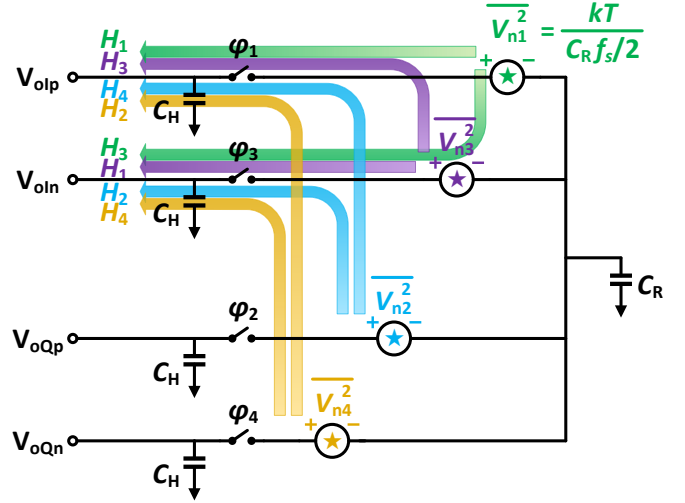 V̅n1² = kT / (CR fs/2)
H1
H3
H4
H2
φ1
VoIp
CH
+ −
Vn3²
H3
H1
H2
H4
φ3
VoIn
CH
+ −
CR
Vn2²
φ2
VoQp
CH
+ −
Vn4²
φ4
VoQn
CH
+ −